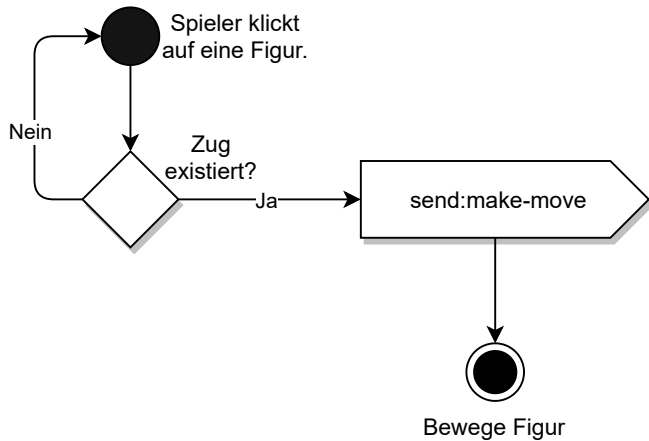 Spieler klickt
auf eine Figur.
Nein
Zug
existiert?
Ja
send:make-move
Bewege Figur